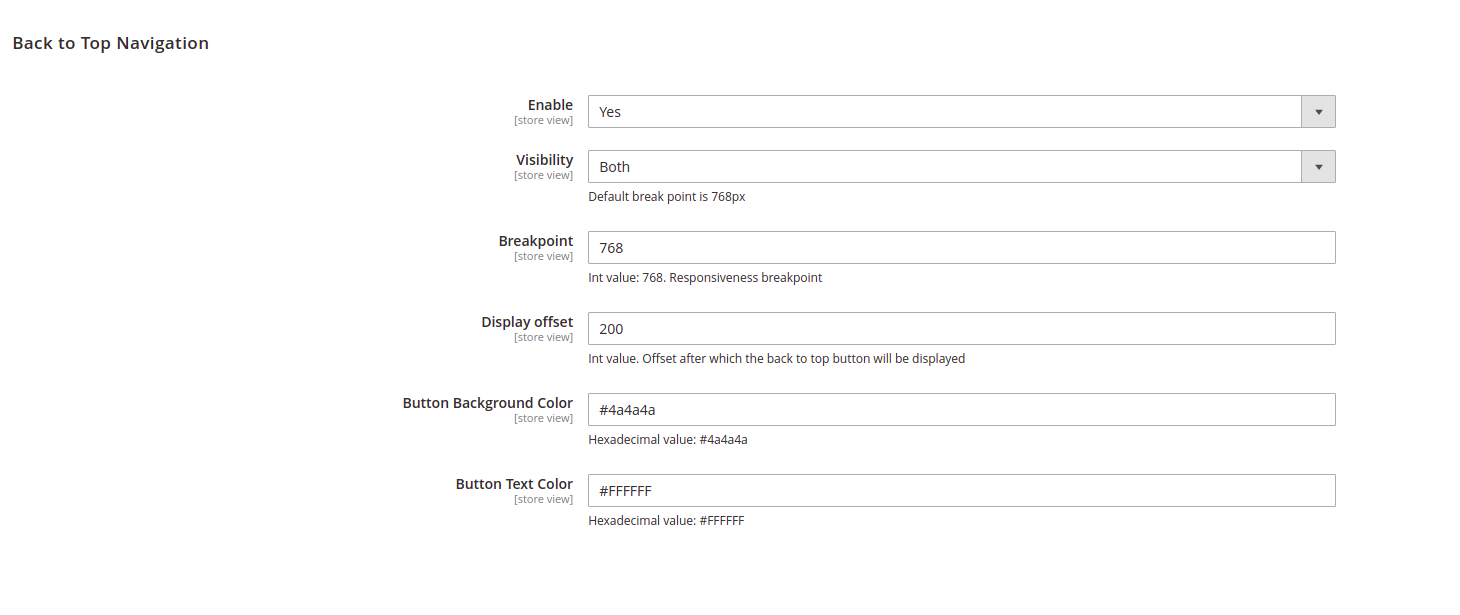 Back to Top Navigation
Enable
[store view]
Yes
Visibility
[store view]
Both
Default break point is 768px
Breakpoint
[store view]
768
Int value: 768. Responsiveness breakpoint
Display offset
[store view]
200
Int value. Offset after which the back to top button will be displayed
Button Background Color
[store view]
#4a4a4a
Hexadecimal value: #4a4a4a
Button Text Color
[store view]
#FFFFFF
Hexadecimal value: #FFFFFF